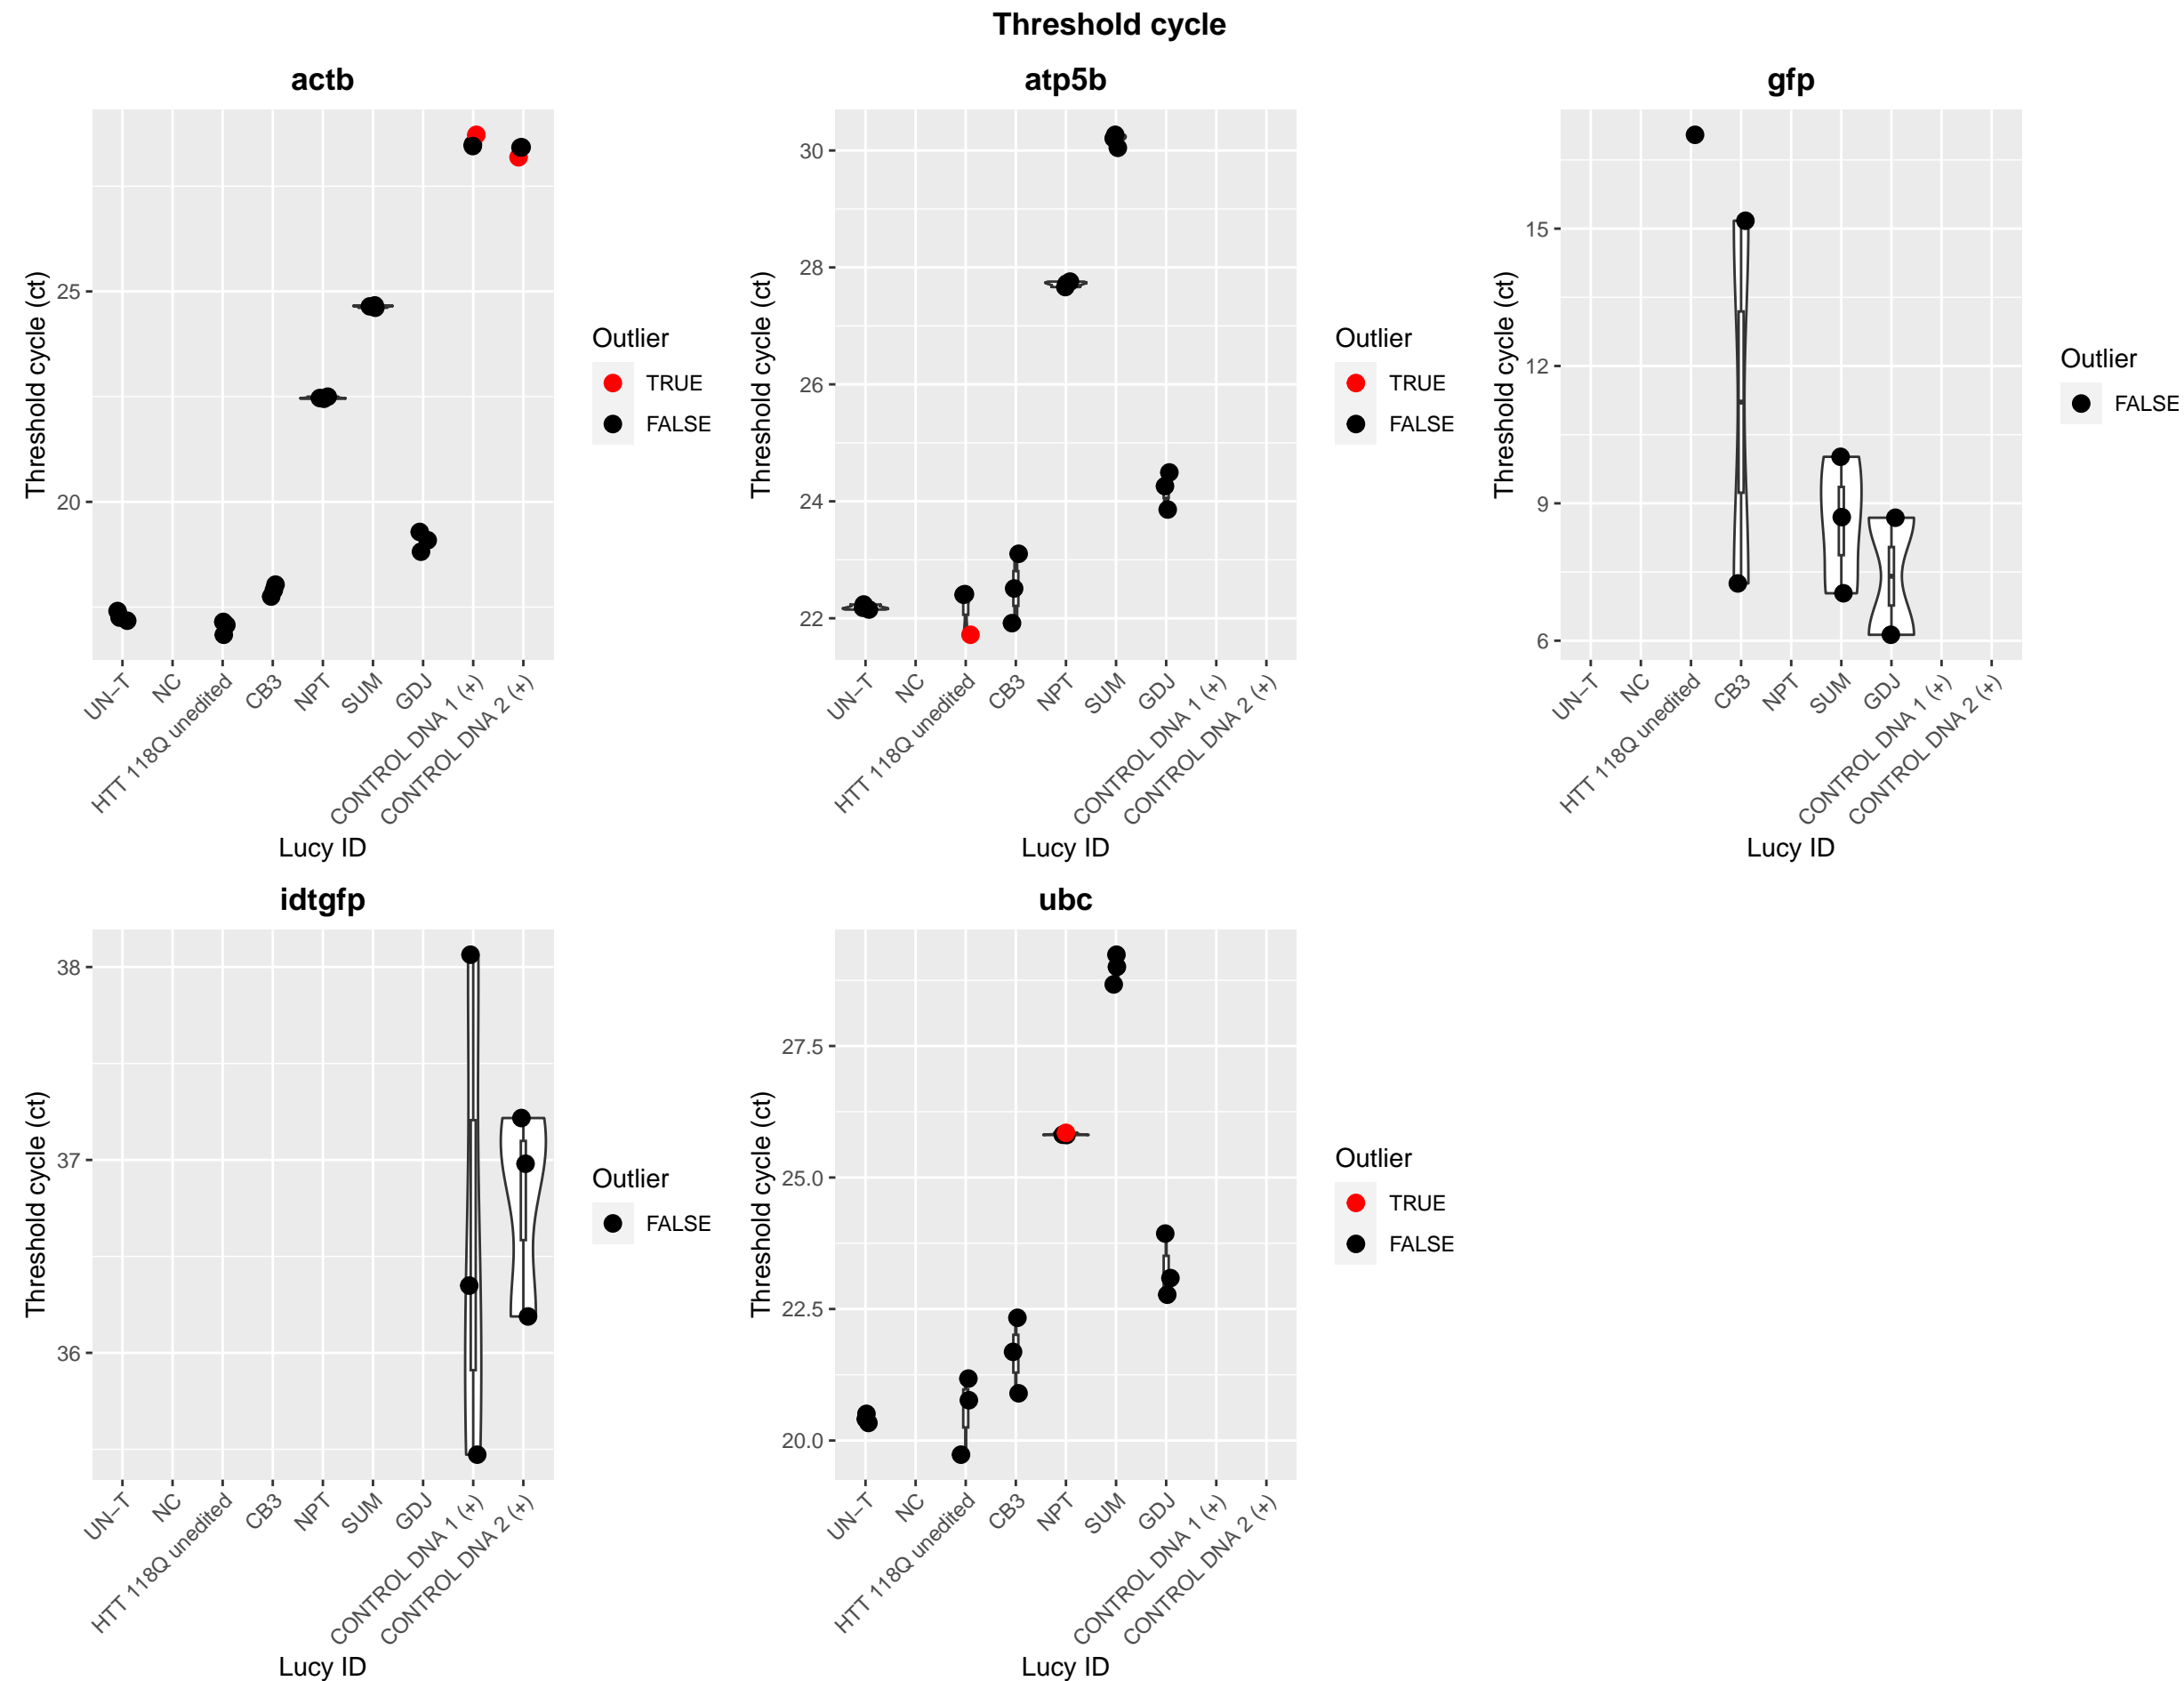 Threshold cycle
actb
Threshold cycle (ct)
25
20
UN−T
NC
HTT 118Q unedited
CB3
NPT
SUM
GDJ
CONTROL DNA 1 (+)
CONTROL DNA 2 (+)
Lucy ID
Outlier
TRUE
FALSE
atp5b
Threshold cycle (ct)
30
28
26
24
22
UN−T
NC
HTT 118Q unedited
CB3
NPT
SUM
GDJ
CONTROL DNA 1 (+)
CONTROL DNA 2 (+)
Lucy ID
Outlier
TRUE
FALSE
gfp
Threshold cycle (ct)
15
12
9
6
UN−T
NC
HTT 118Q unedited
CB3
NPT
SUM
GDJ
CONTROL DNA 1 (+)
CONTROL DNA 2 (+)
Lucy ID
Outlier
FALSE
idtgfp
Threshold cycle (ct)
38
37
36
UN−T
NC
HTT 118Q unedited
CB3
NPT
SUM
GDJ
CONTROL DNA 1 (+)
CONTROL DNA 2 (+)
Lucy ID
Outlier
FALSE
ubc
Threshold cycle (ct)
27.5
25.0
22.5
20.0
UN−T
NC
HTT 118Q unedited
CB3
NPT
SUM
GDJ
CONTROL DNA 1 (+)
CONTROL DNA 2 (+)
Lucy ID
Outlier
TRUE
FALSE